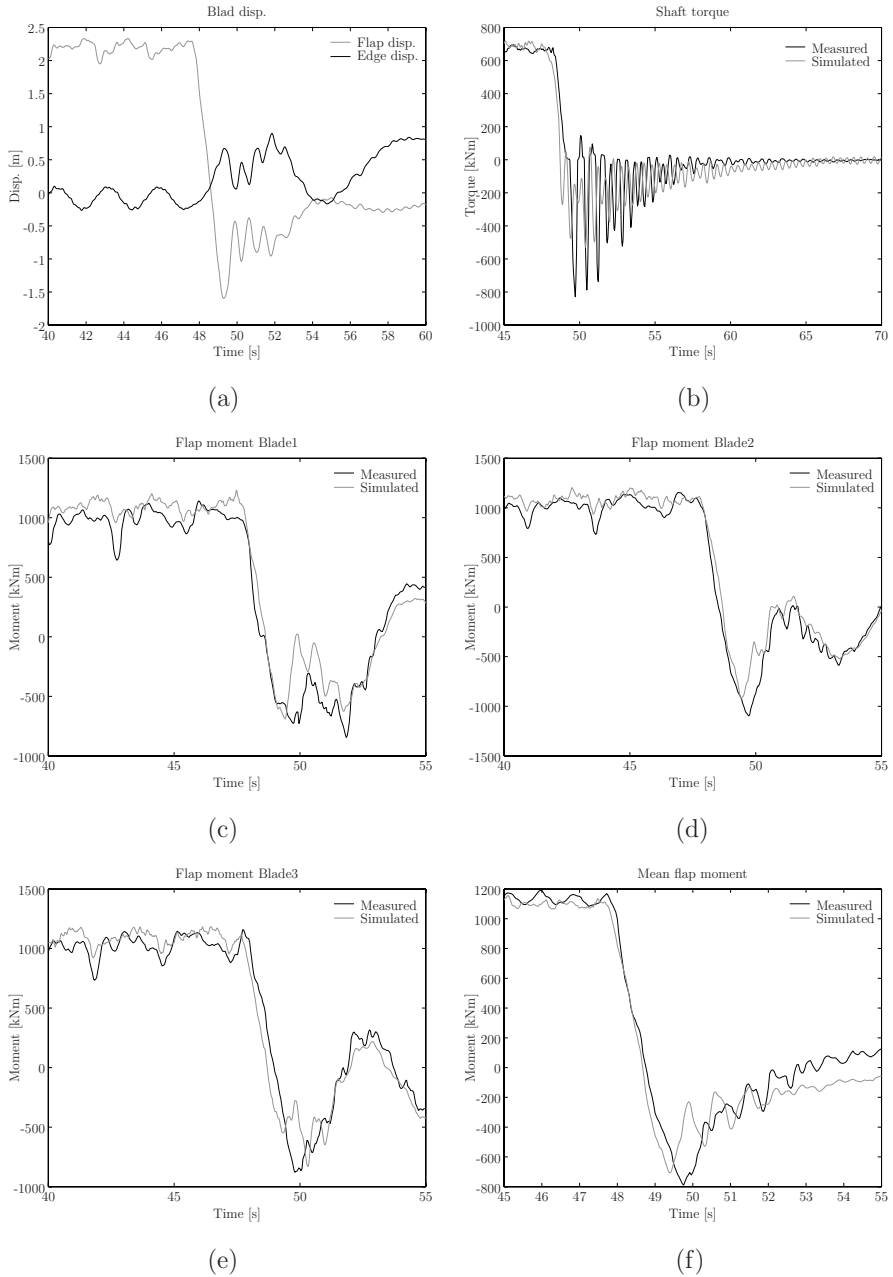 Blad disp.
Flap disp.
Edge disp.
Disp. [m]
2.5
2
1.5
1
0.5
0
-0.5
-1
-1.5
-2
40 42 44 46 48 50 52 54 56 58 60
Time [s]
(a)
Shaft torque
Measured
Simulated
Torque [kNm]
800
600
400
200
0
-200
-400
-600
-800
-1000
45 50 55 60 65 70
Time [s]
(b)
Flap moment Blade1
Measured
Simulated
Moment [kNm]
1500
1000
500
0
-500
-1000
40 45 50 55
Time [s]
(c)
Flap moment Blade2
Measured
Simulated
Moment [kNm]
1500
1000
500
0
-500
-1000
-1500
40 45 50 55
Time [s]
(d)
Flap moment Blade3
Measured
Simulated
Moment [kNm]
1500
1000
500
0
-500
-1000
40 45 50 55
Time [s]
(e)
Mean flap moment
Measured
Simulated
Moment [kNm]
1200
1000
800
600
400
200
0
-200
-400
-600
-800
45 46 47 48 49 50 51 52 53 54 55
Time [s]
(f)